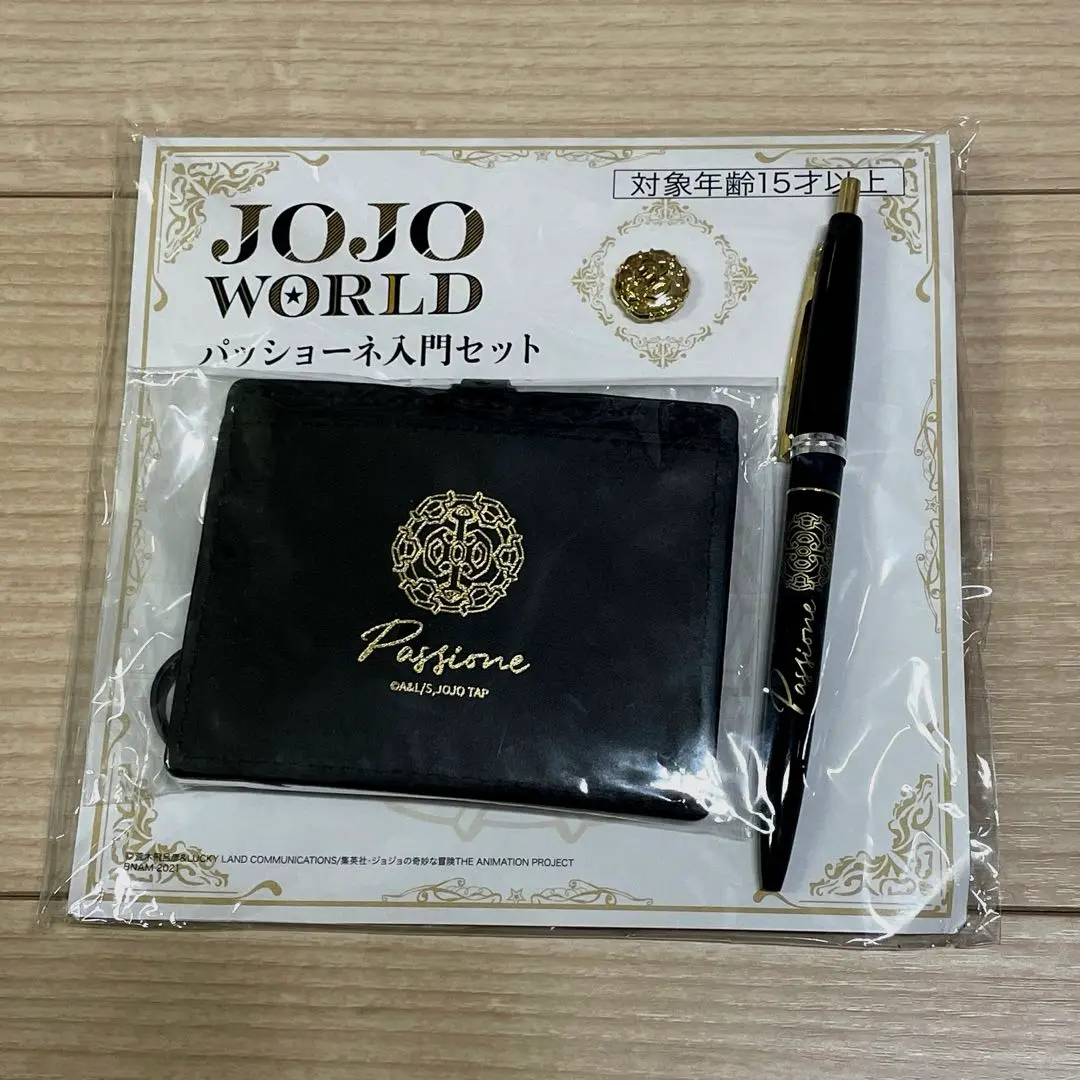 対象年齢15才以上
JOJO
WORLD
パッショーネ入門セット
Passione
©A&L/S,JOJO TAP
Passione
©荒木飛呂彦&LUCKY LAND COMMUNICATIONS/集英社・ジョジョの奇妙な冒険THE ANIMATION PROJECT
BNAM 2021